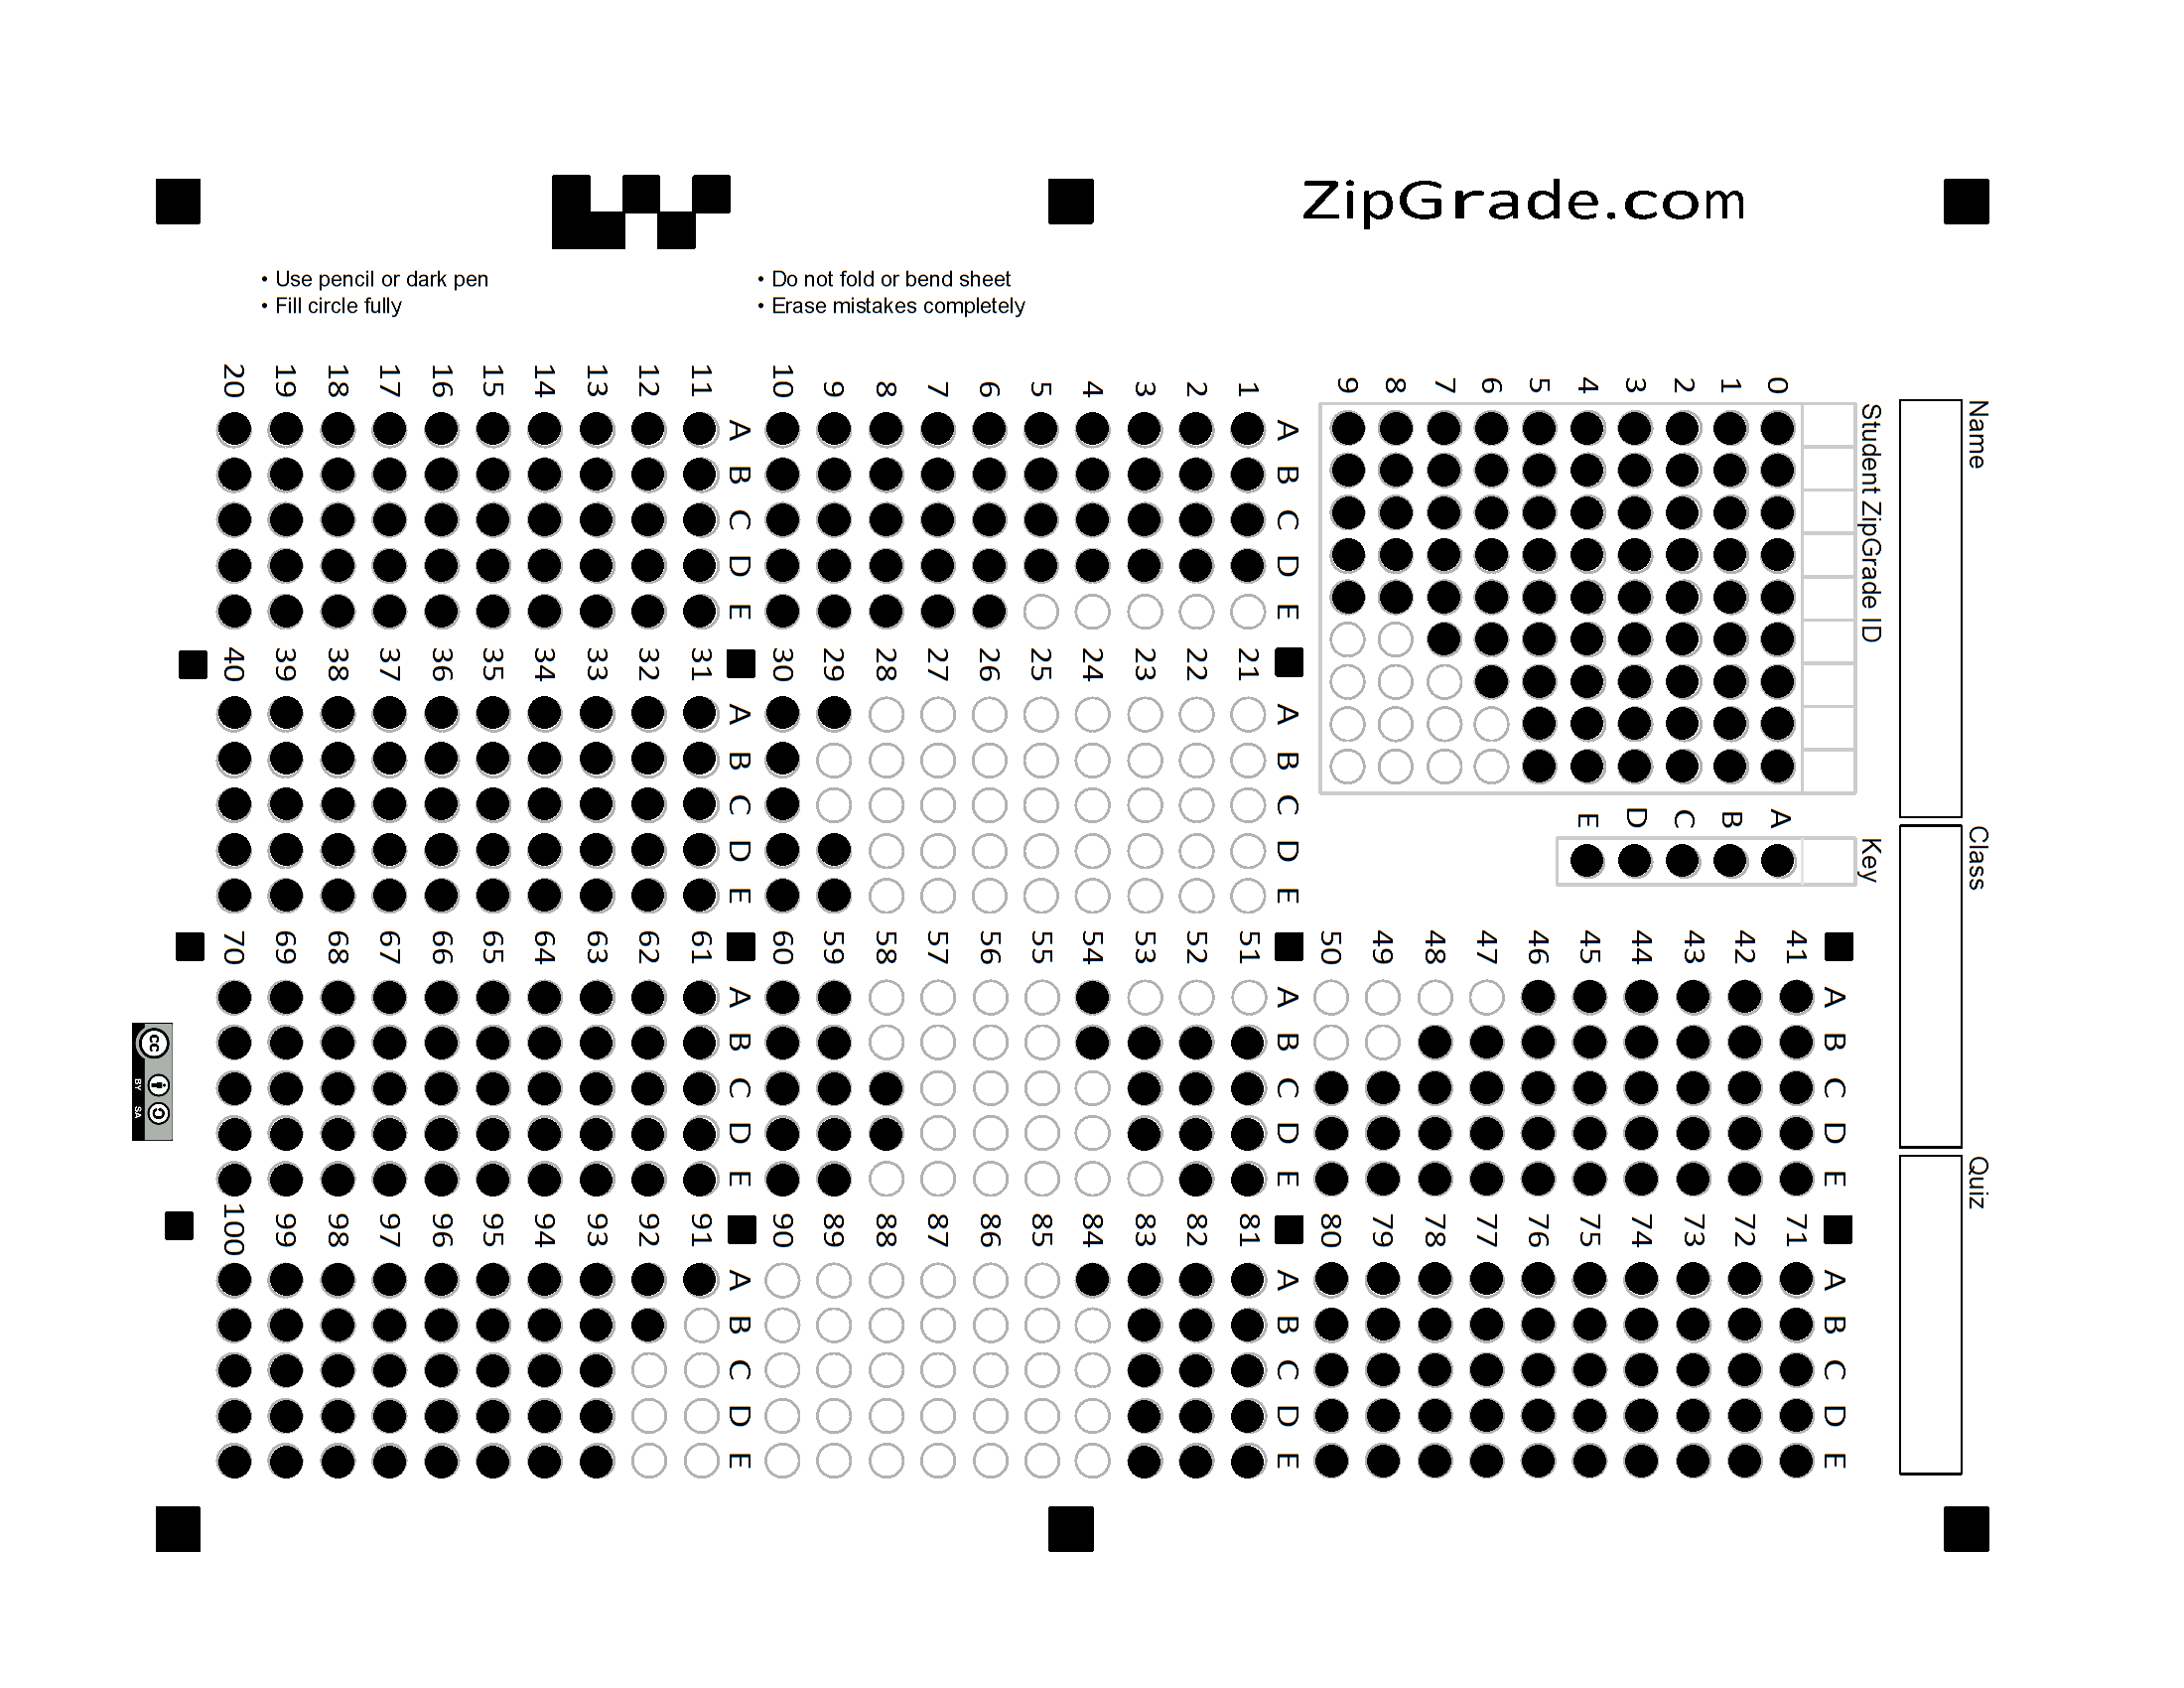 ZipGrade.com
• Use pencil or dark pen
• Fill circle fully
• Do not fold or bend sheet
• Erase mistakes completely
Name
Class
Quiz
Student ZipGrade ID
0 1 2 3 4 5 6 7 8 9
Key
A B C D E
1 2 3 4 5 6 7 8 9 10
A B C D E
11 12 13 14 15 16 17 18 19 20
A B C D E
21 22 23 24 25 26 27 28 29 30
A B C D E
31 32 33 34 35 36 37 38 39 40
A B C D E
41 42 43 44 45 46 47 48 49 50
A B C D E
51 52 53 54 55 56 57 58 59 60
A B C D E
61 62 63 64 65 66 67 68 69 70
A B C D E
71 72 73 74 75 76 77 78 79 80
A B C D E
81 82 83 84 85 86 87 88 89 90
A B C D E
91 92 93 94 95 96 97 98 99 100
A B C D E
cc
BY SA